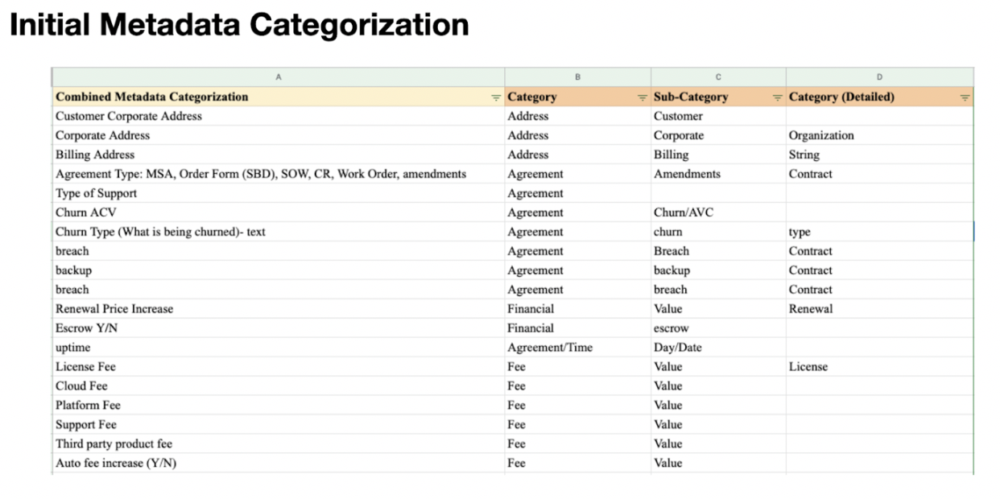 Initial Metadata Categorization
A B C D
Combined Metadata Categorization Category Sub-Category Category (Detailed)
Customer Corporate Address Address Customer
Corporate Address Address Corporate Organization
Billing Address Address Billing String
Agreement Type: MSA, Order Form (SBD), SOW, CR, Work Order, amendments Agreement Amendments Contract
Type of Support Agreement
Churn ACV Agreement Churn/AVC
Churn Type (What is being churned)- text Agreement churn type
breach Agreement Breach Contract
backup Agreement backup Contract
breach Agreement breach Contract
Renewal Price Increase Financial Value Renewal
Escrow Y/N Financial escrow
uptime Agreement/Time Day/Date
License Fee Fee Value License
Cloud Fee Fee Value
Platform Fee Fee Value
Support Fee Fee Value
Third party product fee Fee Value
Auto fee increase (Y/N) Fee Value